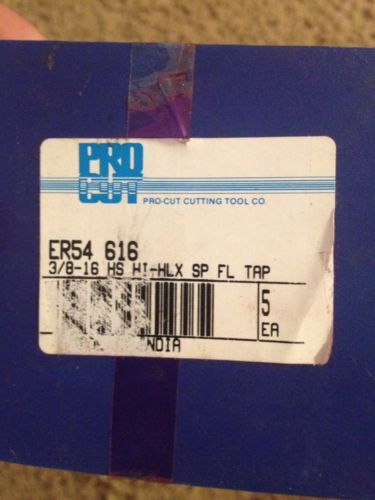 PRO
CUT
PRO-CUT CUTTING TOOL CO.
ER54 616
3/8-16 HS HI-HLX SP FL TAP
5
EA
NDIA